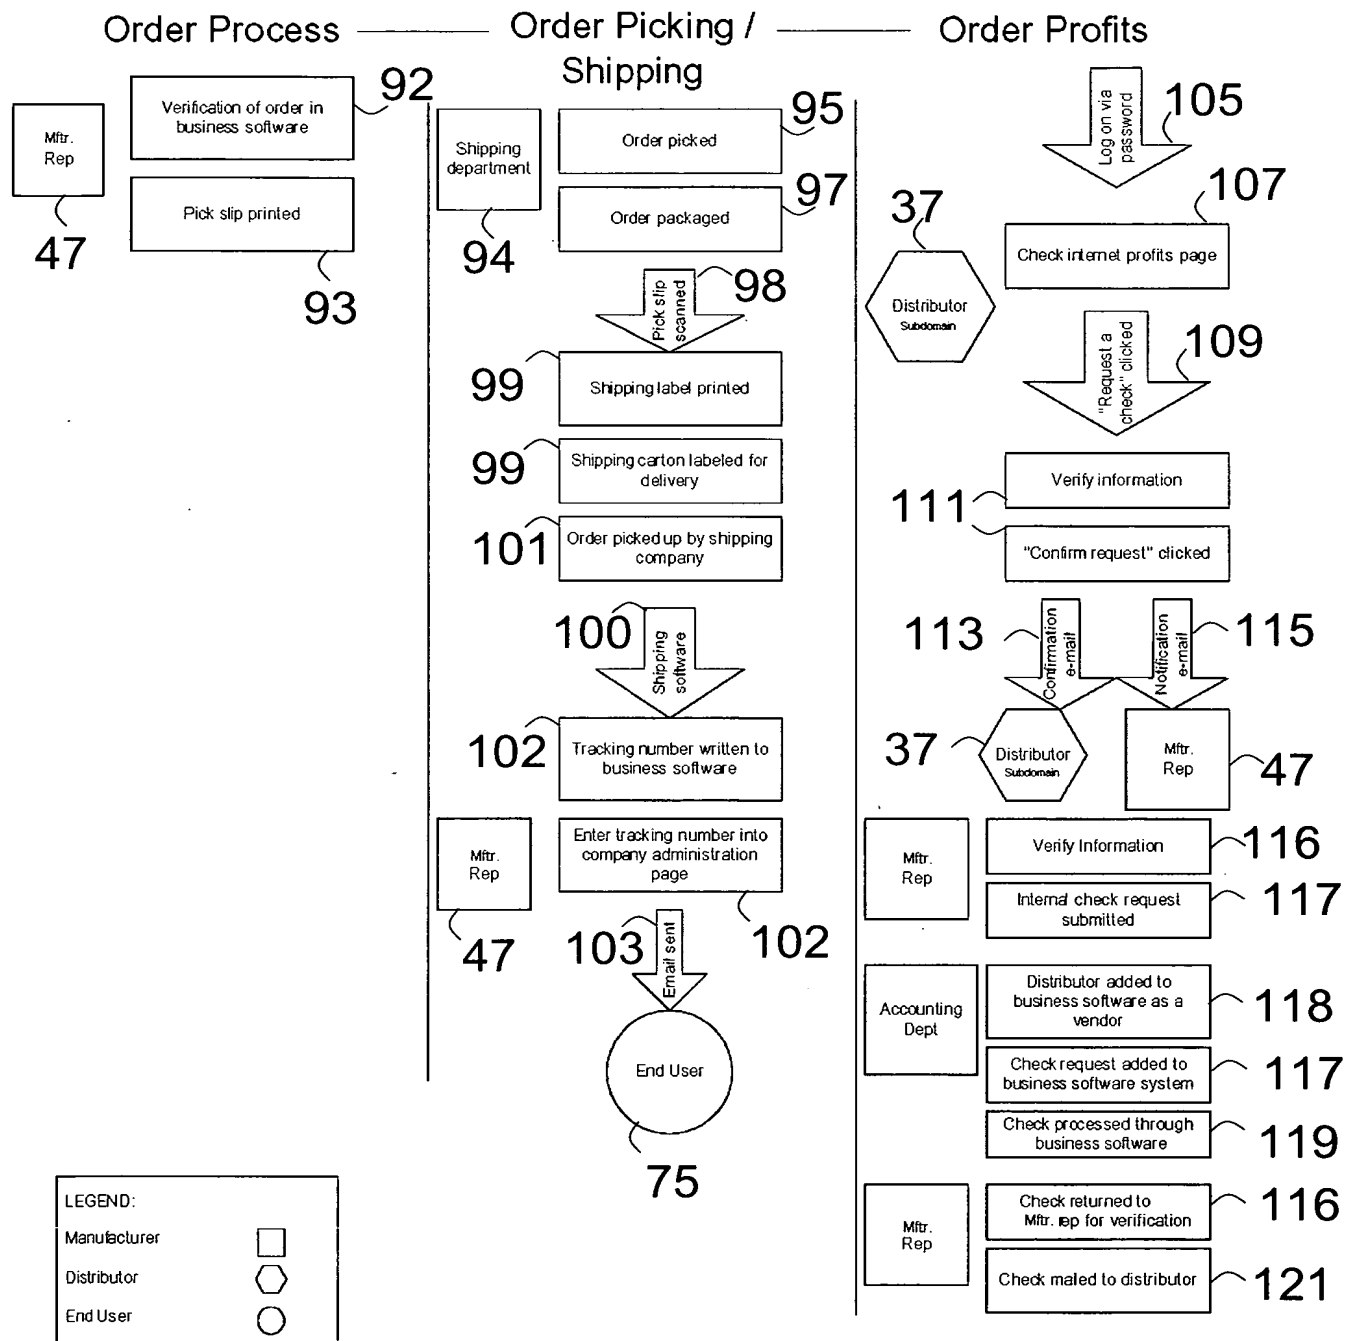 Order Process
Order Picking /
Shipping
Order Profits
Mftr.
Rep
47
Verification of order in
business software
92
Pick slip printed
93
Shipping
department
94
Order picked
95
Order packaged
97
Pick slip
scanned
98
Shipping label printed
99
Shipping carton labeled for
delivery
99
Order picked up by shipping
company
101
Shipping
software
100
Tracking number written to
business software
102
Mftr.
Rep
47
Enter tracking number into
company administration
page
102
Email sent
103
End User
75
Log on via
password
105
Distributor
Subdomain
37
Check internet profits page
107
"Request a
check" clicked
109
Verify information
111
"Confirm request" clicked
Confirmation
e-mail
113
Notification
e-mail
115
Distributor
Subdomain
37
Mftr.
Rep
47
Mftr.
Rep
Verify Information
116
Internal check request
submitted
117
Accounting
Dept
Distributor added to
business software as a
vendor
118
Check request added to
business software system
117
Check processed through
business software
119
Mftr.
Rep
Check returned to
Mftr. rep for verification
116
Check maled to distributor
121
LEGEND:
Manufacturer
Distributor
End User